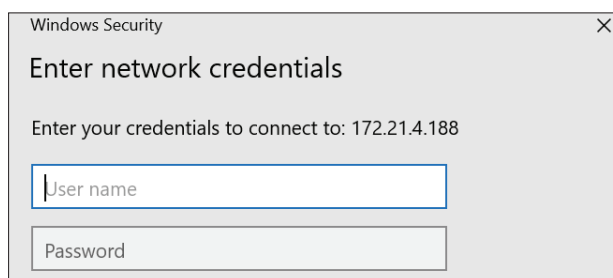 Windows Security
Enter network credentials
Enter your credentials to connect to: 172.21.4.188
User name
Password